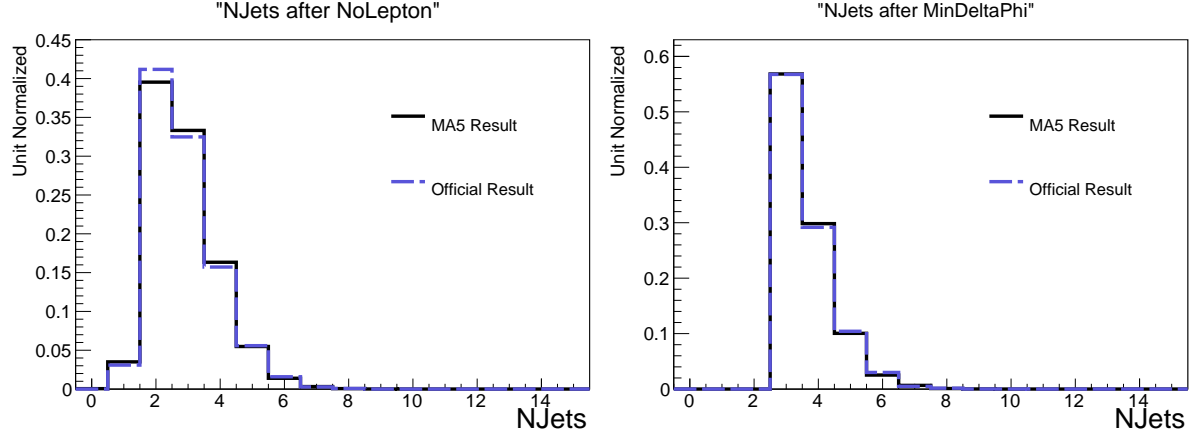 "NJets after NoLepton"
Unit Normalized
0.45
0.4
0.35
0.3
0.25
0.2
0.15
0.1
0.05
0
MA5 Result
Official Result
0 2 4 6 8 10 12 14
NJets
"NJets after MinDeltaPhi"
Unit Normalized
0.6
0.5
0.4
0.3
0.2
0.1
0
MA5 Result
Official Result
0 2 4 6 8 10 12 14
NJets